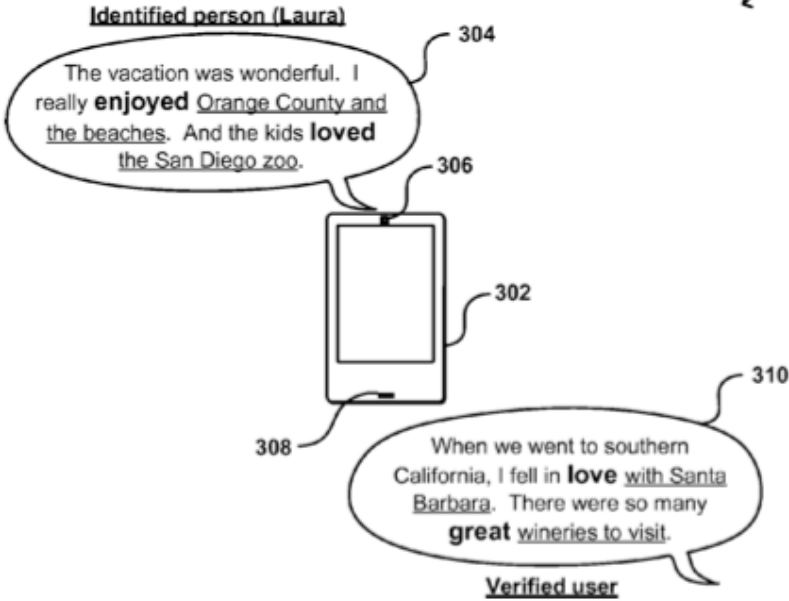 Identified person (Laura)
304
The vacation was wonderful. I
really enjoyed Orange County and
the beaches. And the kids loved
the San Diego zoo.
306
302
310
308
When we went to southern
California, I fell in love with Santa
Barbara. There were so many
great wineries to visit.
Verified user